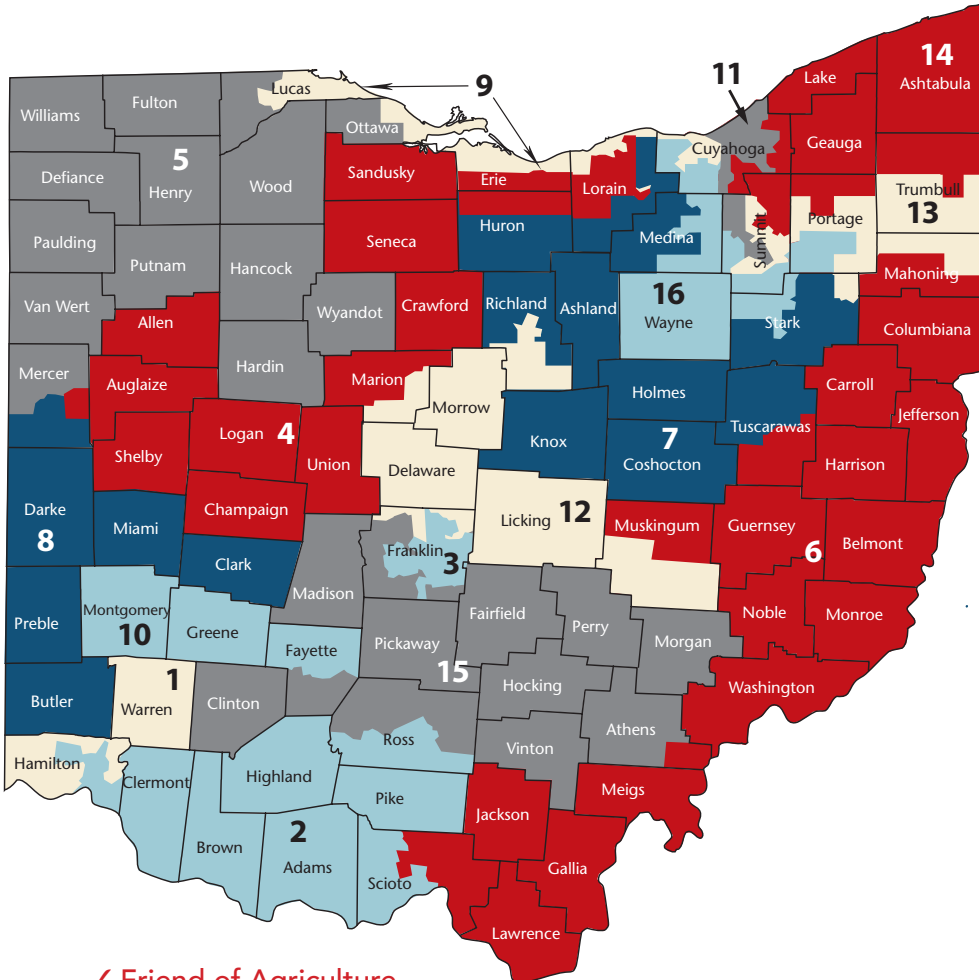 14
Lake
11
Ashtabula
9
Lucas
Fulton
Williams
Ottawa
Cuyahoga
Geauga
5
Sandusky
Erie
Defiance
Henry
Wood
Lorain
Trumbull
13
Portage
Huron
Summit
Medina
Paulding
Seneca
Putnam
Hancock
Mahoning
16
Van Wert
Wyandot
Crawford
Richland
Ashland
Wayne
Allen
Stark
Columbiana
Mercer
Hardin
Marion
Auglaize
Carroll
Holmes
Morrow
Jefferson
Logan
4
Tuscarawas
7
Knox
Shelby
Union
Delaware
Coshocton
Harrison
Darke
Champaign
Licking
12
Muskingum
Guernsey
Miami
8
Franklin
3
6
Belmont
Clark
Madison
Montgomery
10
Fairfield
Noble
Monroe
Preble
Greene
Perry
Fayette
Pickaway
15
Morgan
1
Hocking
Washington
Butler
Warren
Clinton
Athens
Ross
Vinton
Hamilton
Clermont
Highland
Meigs
Pike
Jackson
2
Brown
Adams
Gallia
Scioto
Lawrence
✓ Friend of Agriculture